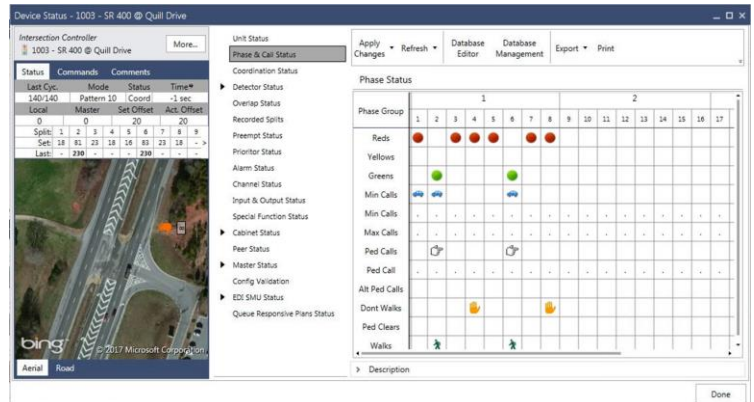 Device Status - 1003 - SR 400 @ Quill Drive
Intersection Controller
1003 - SR 400 @ Quill Drive
More...
Status Commands Comments
Last Cyc. Mode Status Time
140/140 Pattern 10 Coord -1 sec
Local Master Set Offset Act. Offset
0 0 20 20
Split: 1 2 3 4 5 6 7 8 9
Set: 18 81 23 18 16 83 23 18 - >
Last: - 230 - - - 230 - - -
bing
© 2017 Microsoft Corporation
Aerial Road
Unit Status
Phase & Call Status
Coordination Status
Detector Status
Overlap Status
Recorded Splits
Preempt Status
Prioritor Status
Alarm Status
Channel Status
Input & Output Status
Special Function Status
Cabinet Status
Peer Status
Master Status
Config Validation
EDI SMU Status
Queue Responsive Plans Status
Apply Changes Refresh Database Editor Database Management Export Print
Phase Status
Phase Group 1 2
1 2 3 4 5 6 7 8 9 10 11 12 13 14 15 16 17
Reds
Yellows
Greens
Min Calls
Min Calls . . . . . . . . . . . . . . . . .
Max Calls . . . . . . . . . . . . . . . . .
Ped Calls
Ped Call . . . . . . . . . . . . . . . . .
Alt Ped Calls
Dont Walks
Ped Clears
Walks
> Description
Done